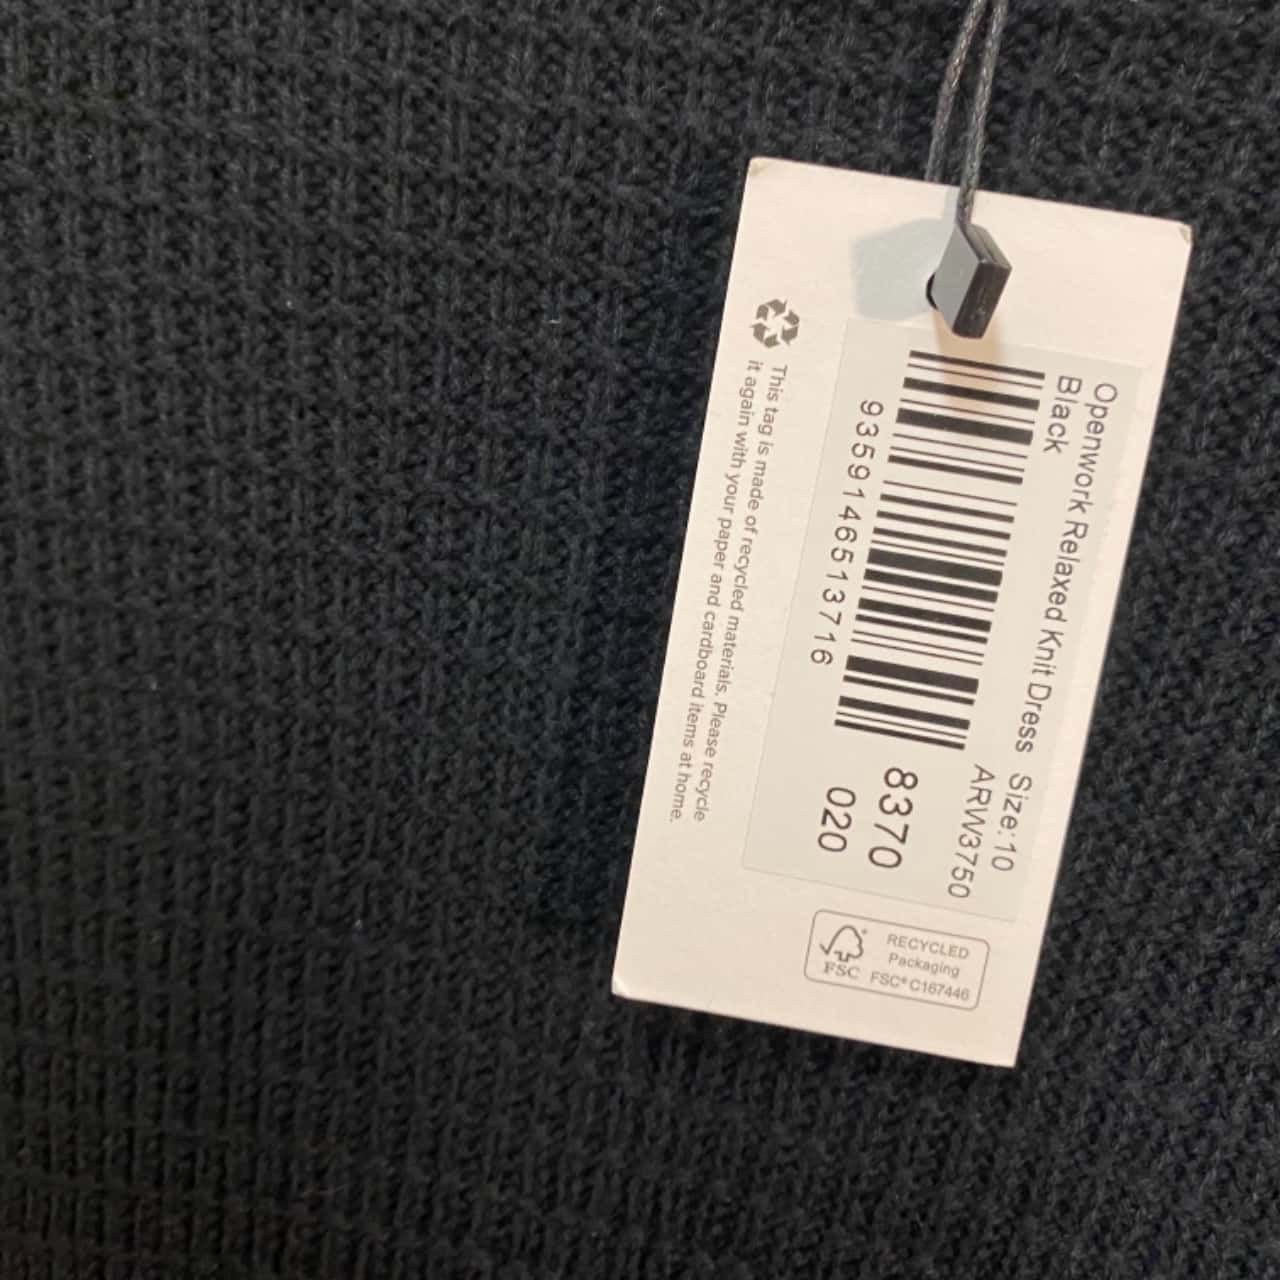 Openwork Relaxed Knit Dress Size:10
Black ARW3750
9359146513716
8370
020
This tag is made of recycled materials. Please recycle
it again with your paper and cardboard items at home.
FSC
RECYCLED
Packaging
FSC® C167446